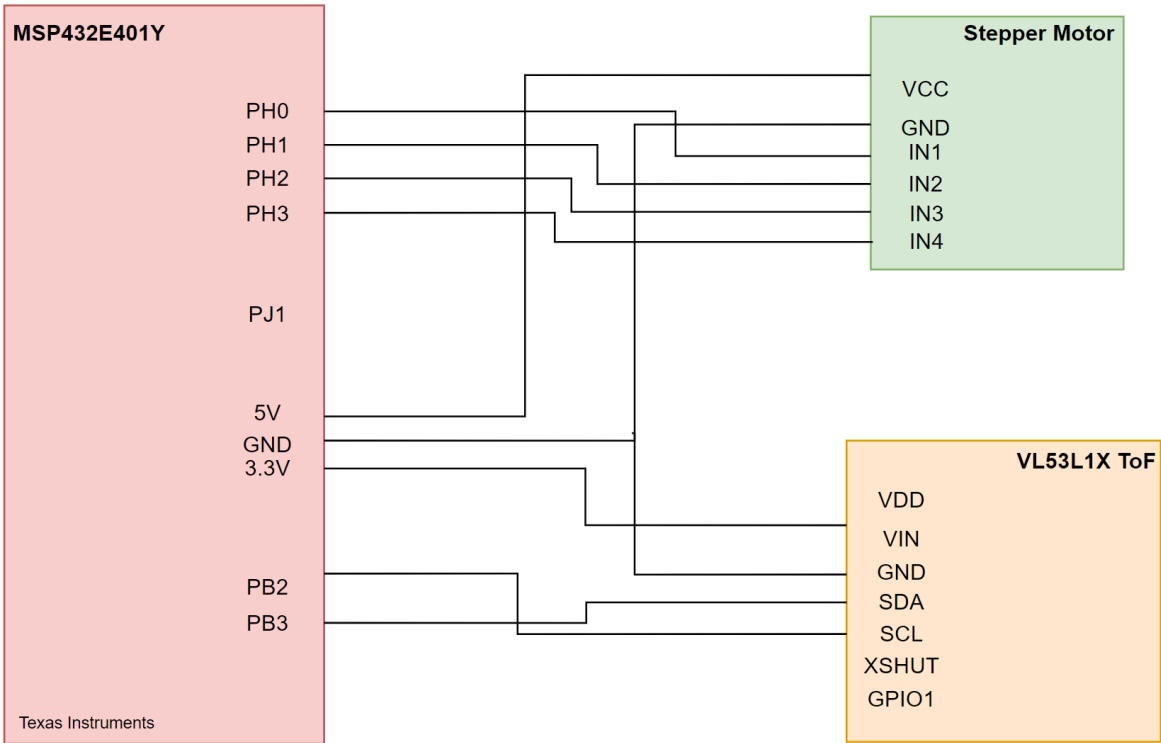 MSP432E401Y
PH0
PH1
PH2
PH3
PJ1
5V
GND
3.3V
PB2
PB3
Texas Instruments
Stepper Motor
VCC
GND
IN1
IN2
IN3
IN4
VL53L1X ToF
VDD
VIN
GND
SDA
SCL
XSHUT
GPIO1